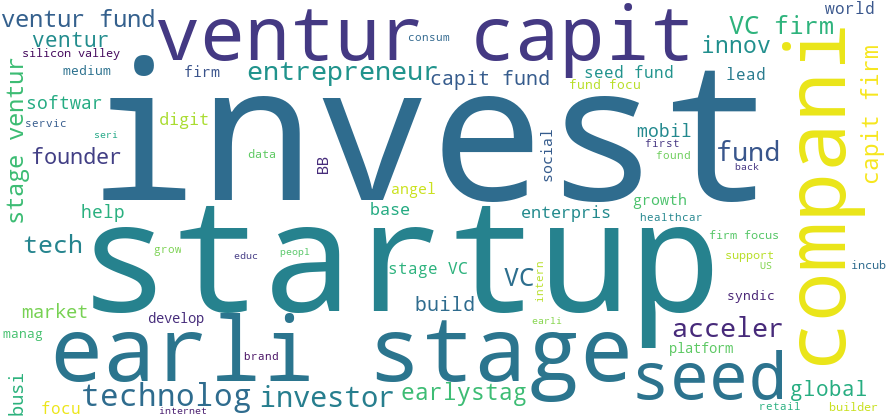 venture fund
ventur capit
consum
VC firm
world
ventur
silicon valley
innov
compani
capit firm
medium
firm
entrepreneur
capit fund
seed fund
lead
fund focu
invest
stage ventur
softwar
servic
seri
digit
mobil
first
founder
data
BB
social
found
fund
back
angel
growth
help
base
enterpris
healthcar
startup
tech
grow
educ
peopl
stage VC
VC
intern
firm focus
support
US
incub
market
develop
build
syndic
manag
earli
acceler
earli stage
brand
platform
seed
busi
technolog
investor
earlystag
global
focu
internet
retail
builder